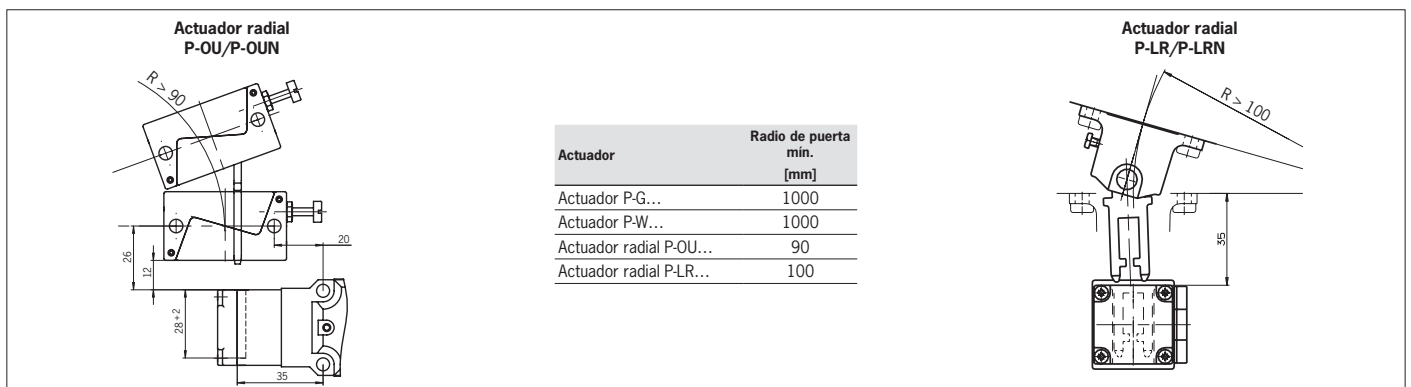 Actuador radial
P-OU/P-OUN
R > 90
20
26
12
28+2
35
Actuador
Radio de puerta
mín.
[mm]
Actuador P-G… 1000
Actuador P-W… 1000
Actuador radial P-OU… 90
Actuador radial P-LR… 100
Actuador radial
P-LR/P-LRN
R > 100
35